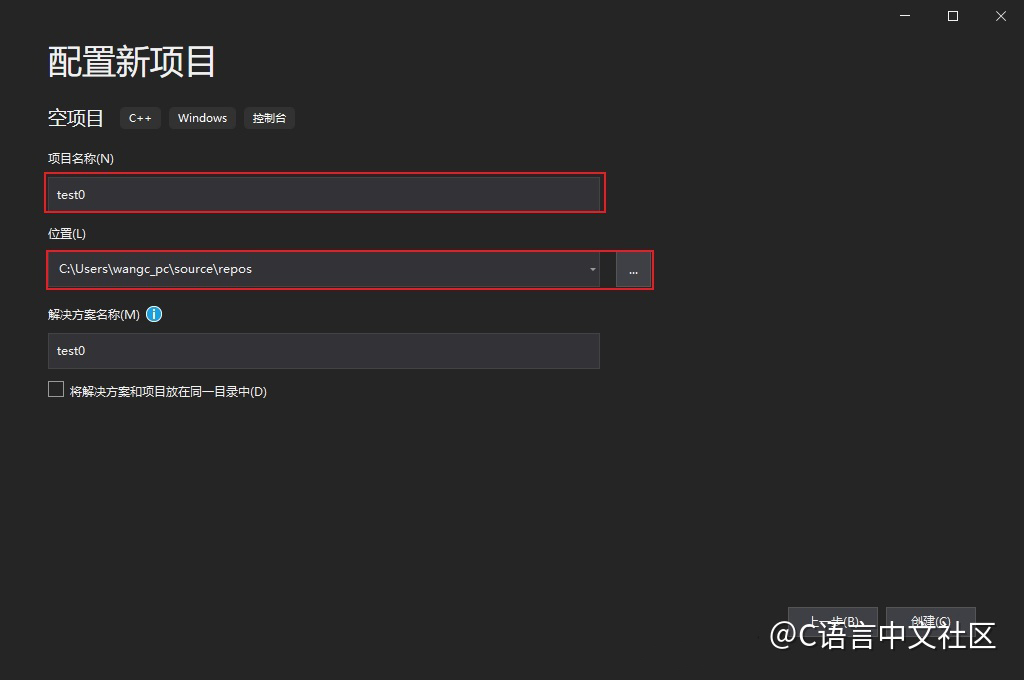 配置新项目
空项目 C++ Windows 控制台
项目名称(N)
test0
位置(L)
C:\Users\wangc_pc\source\repos
...
解决方案名称(M)
test0
将解决方案和项目放在同一目录中(D)
上一步(B) 创建(C)
@C语言中文社区